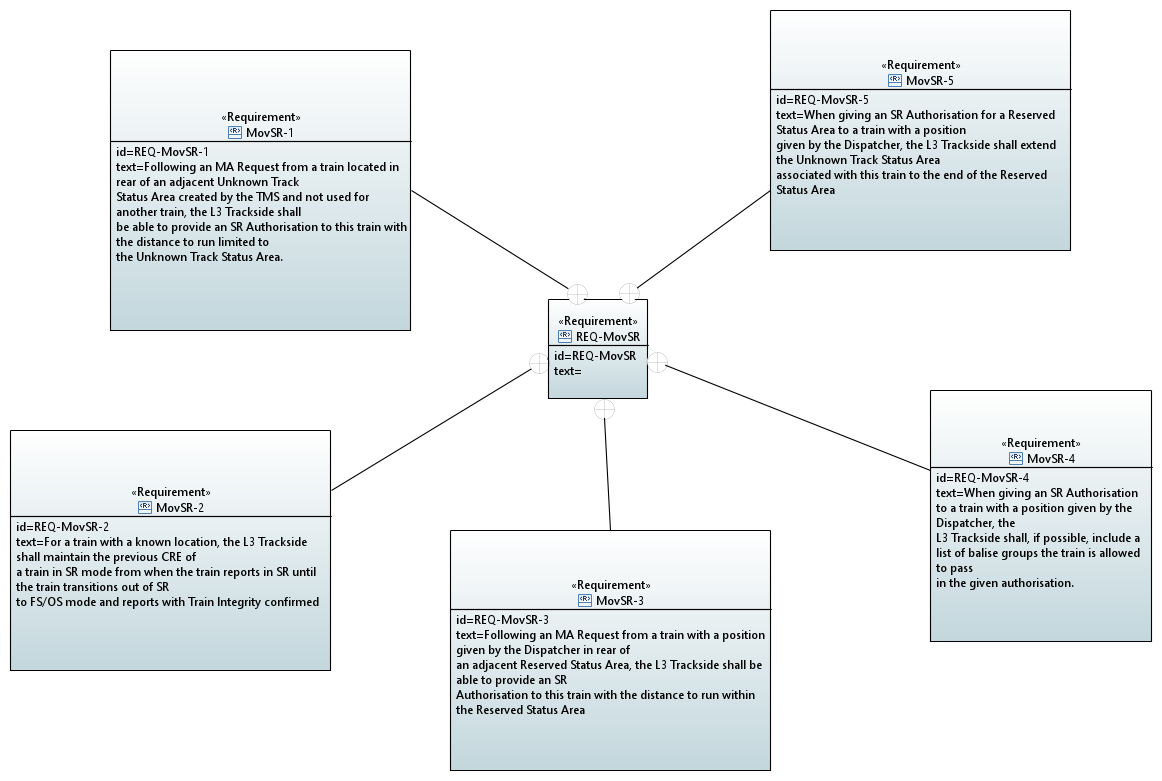 «Requirement»
MovSR-1
id=REQ-MovSR-1
text=Following an MA Request from a train located in
rear of an adjacent Unknown Track
Status Area created by the TMS and not used for
another train, the L3 Trackside shall
be able to provide an SR Authorisation to this train with
the distance to run limited to
the Unknown Track Status Area.
«Requirement»
MovSR-5
id=REQ-MovSR-5
text=When giving an SR Authorisation for a Reserved
Status Area to a train with a position
given by the Dispatcher, the L3 Trackside shall extend
the Unknown Track Status Area
associated with this train to the end of the Reserved
Status Area
«Requirement»
REQ-MovSR
id=REQ-MovSR
text=
«Requirement»
MovSR-2
id=REQ-MovSR-2
text=For a train with a known location, the L3 Trackside
shall maintain the previous CRE of
a train in SR mode from when the train reports in SR until
the train transitions out of SR
to FS/OS mode and reports with Train Integrity confirmed
«Requirement»
MovSR-3
id=REQ-MovSR-3
text=Following an MA Request from a train with a position
given by the Dispatcher in rear of
an adjacent Reserved Status Area, the L3 Trackside shall be
able to provide an SR
Authorisation to this train with the distance to run within
the Reserved Status Area
«Requirement»
MovSR-4
id=REQ-MovSR-4
text=When giving an SR Authorisation
to a train with a position given by the
Dispatcher, the
L3 Trackside shall, if possible, include a
list of balise groups the train is allowed
to pass
in the given authorisation.